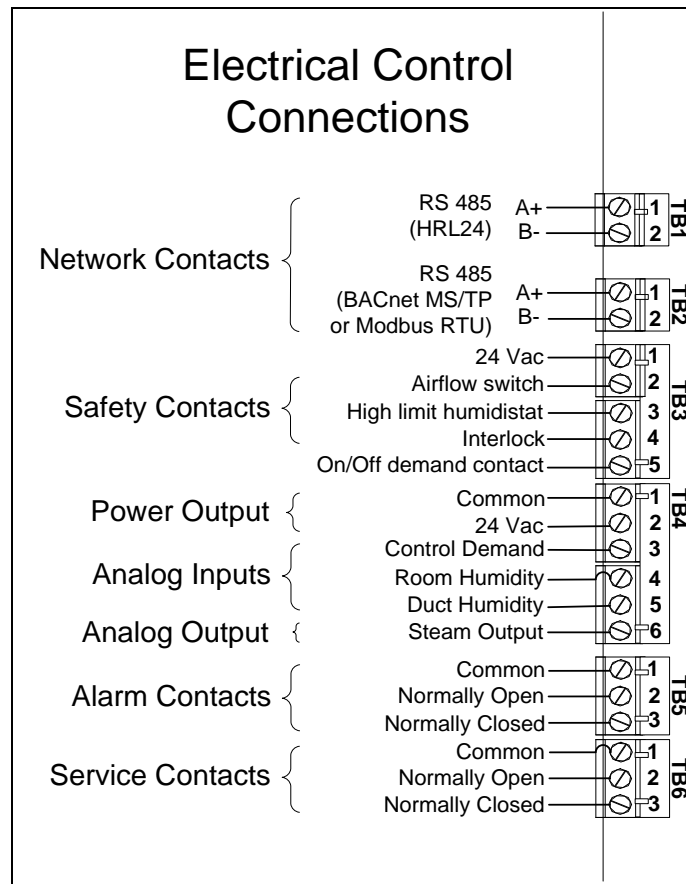 Electrical Control
Connections
Network Contacts
RS 485
(HRL24)
A+
B-
1
2
TB1
RS 485
(BACnet MS/TP
or Modbus RTU)
A+
B-
1
2
TB2
Safety Contacts
24 Vac
1
Airflow switch
2
High limit humidistat
3
Interlock
4
On/Off demand contact
5
TB3
Power Output
Common
1
24 Vac
2
Analog Inputs
Control Demand
3
Room Humidity
4
Duct Humidity
5
Analog Output
Steam Output
6
TB4
Alarm Contacts
Common
1
Normally Open
2
Normally Closed
3
TB5
Service Contacts
Common
1
Normally Open
2
Normally Closed
3
TB6